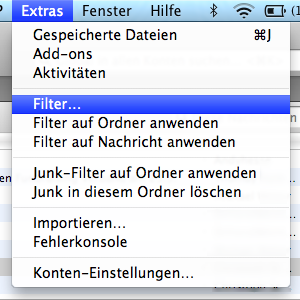 Extras Fenster Hilfe
Gespeicherte Dateien ⌘J
Add-ons
Aktivitäten
Filter...
Filter auf Ordner anwenden
Filter auf Nachricht anwenden
Junk-Filter auf Ordner anwenden
Junk in diesem Ordner löschen
Importieren...
Fehlerkonsole
Konten-Einstellungen...